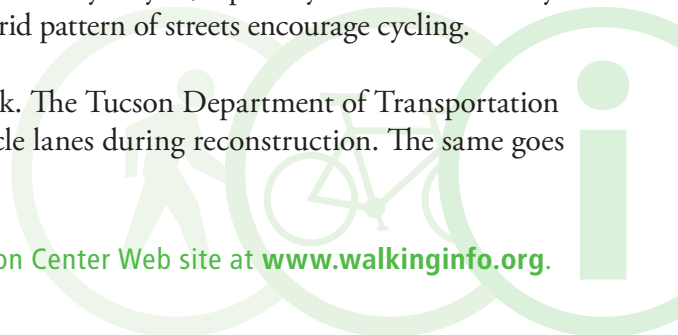 rid pattern of streets encourage cycling.
k. The Tucson Department of Transportation
cle lanes during reconstruction. The same goes
on Center Web site at www.walkinginfo.org.